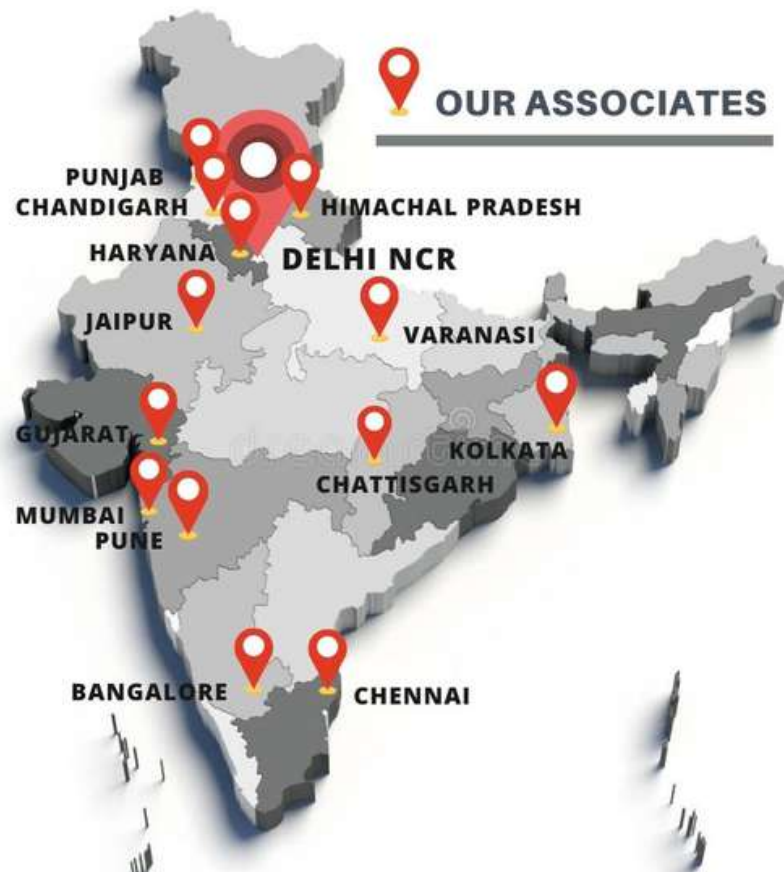 OUR ASSOCIATES
PUNJAB
CHANDIGARH
HIMACHAL PRADESH
HARYANA
DELHI NCR
JAIPUR
VARANASI
GUJARAT
KOLKATA
CHATTISGARH
MUMBAI
PUNE
BANGALORE
CHENNAI